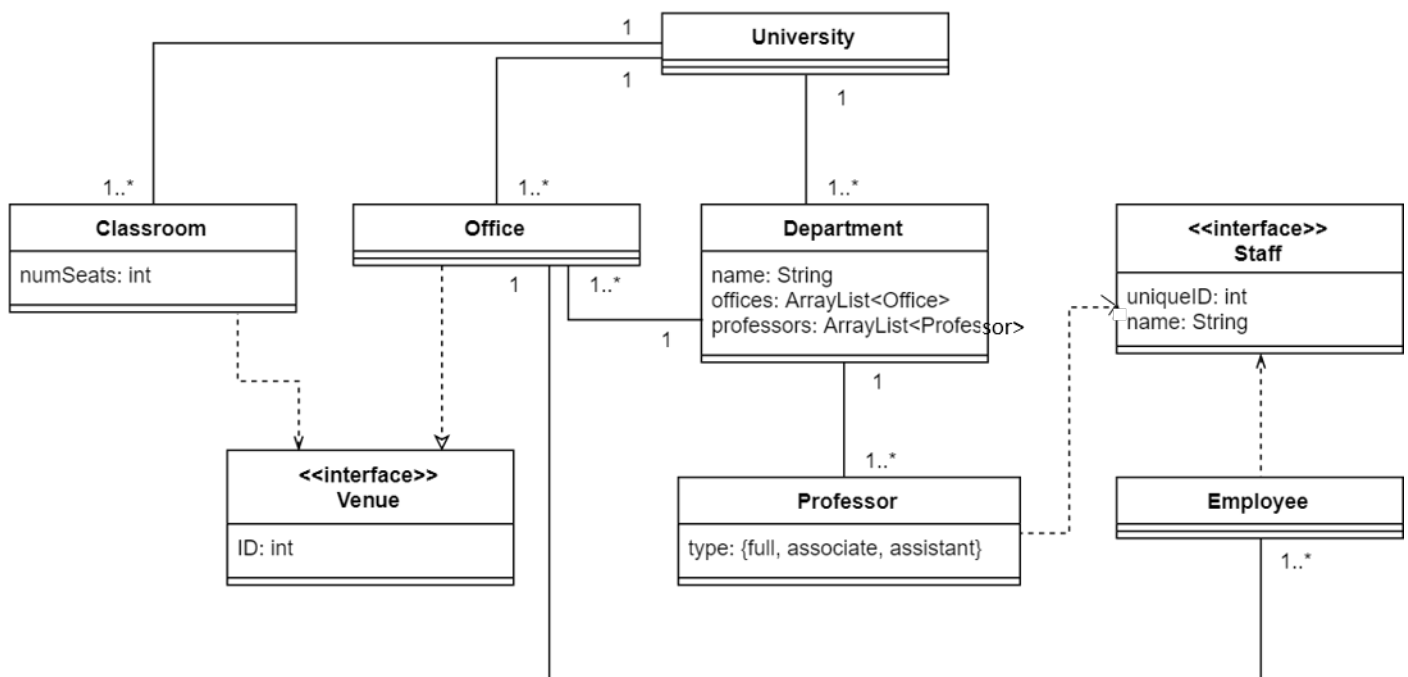 University
1
1
1
1..*
1..*
1..*
Classroom
numSeats: int
Office
1
1..*
1
Department
name: String
offices: ArrayList<Office>
professors: ArrayList<Professor>
1
<<interface>>
Staff
uniqueID: int
name: String
<<interface>>
Venue
ID: int
1..*
Professor
type: {full, associate, assistant}
Employee
1..*